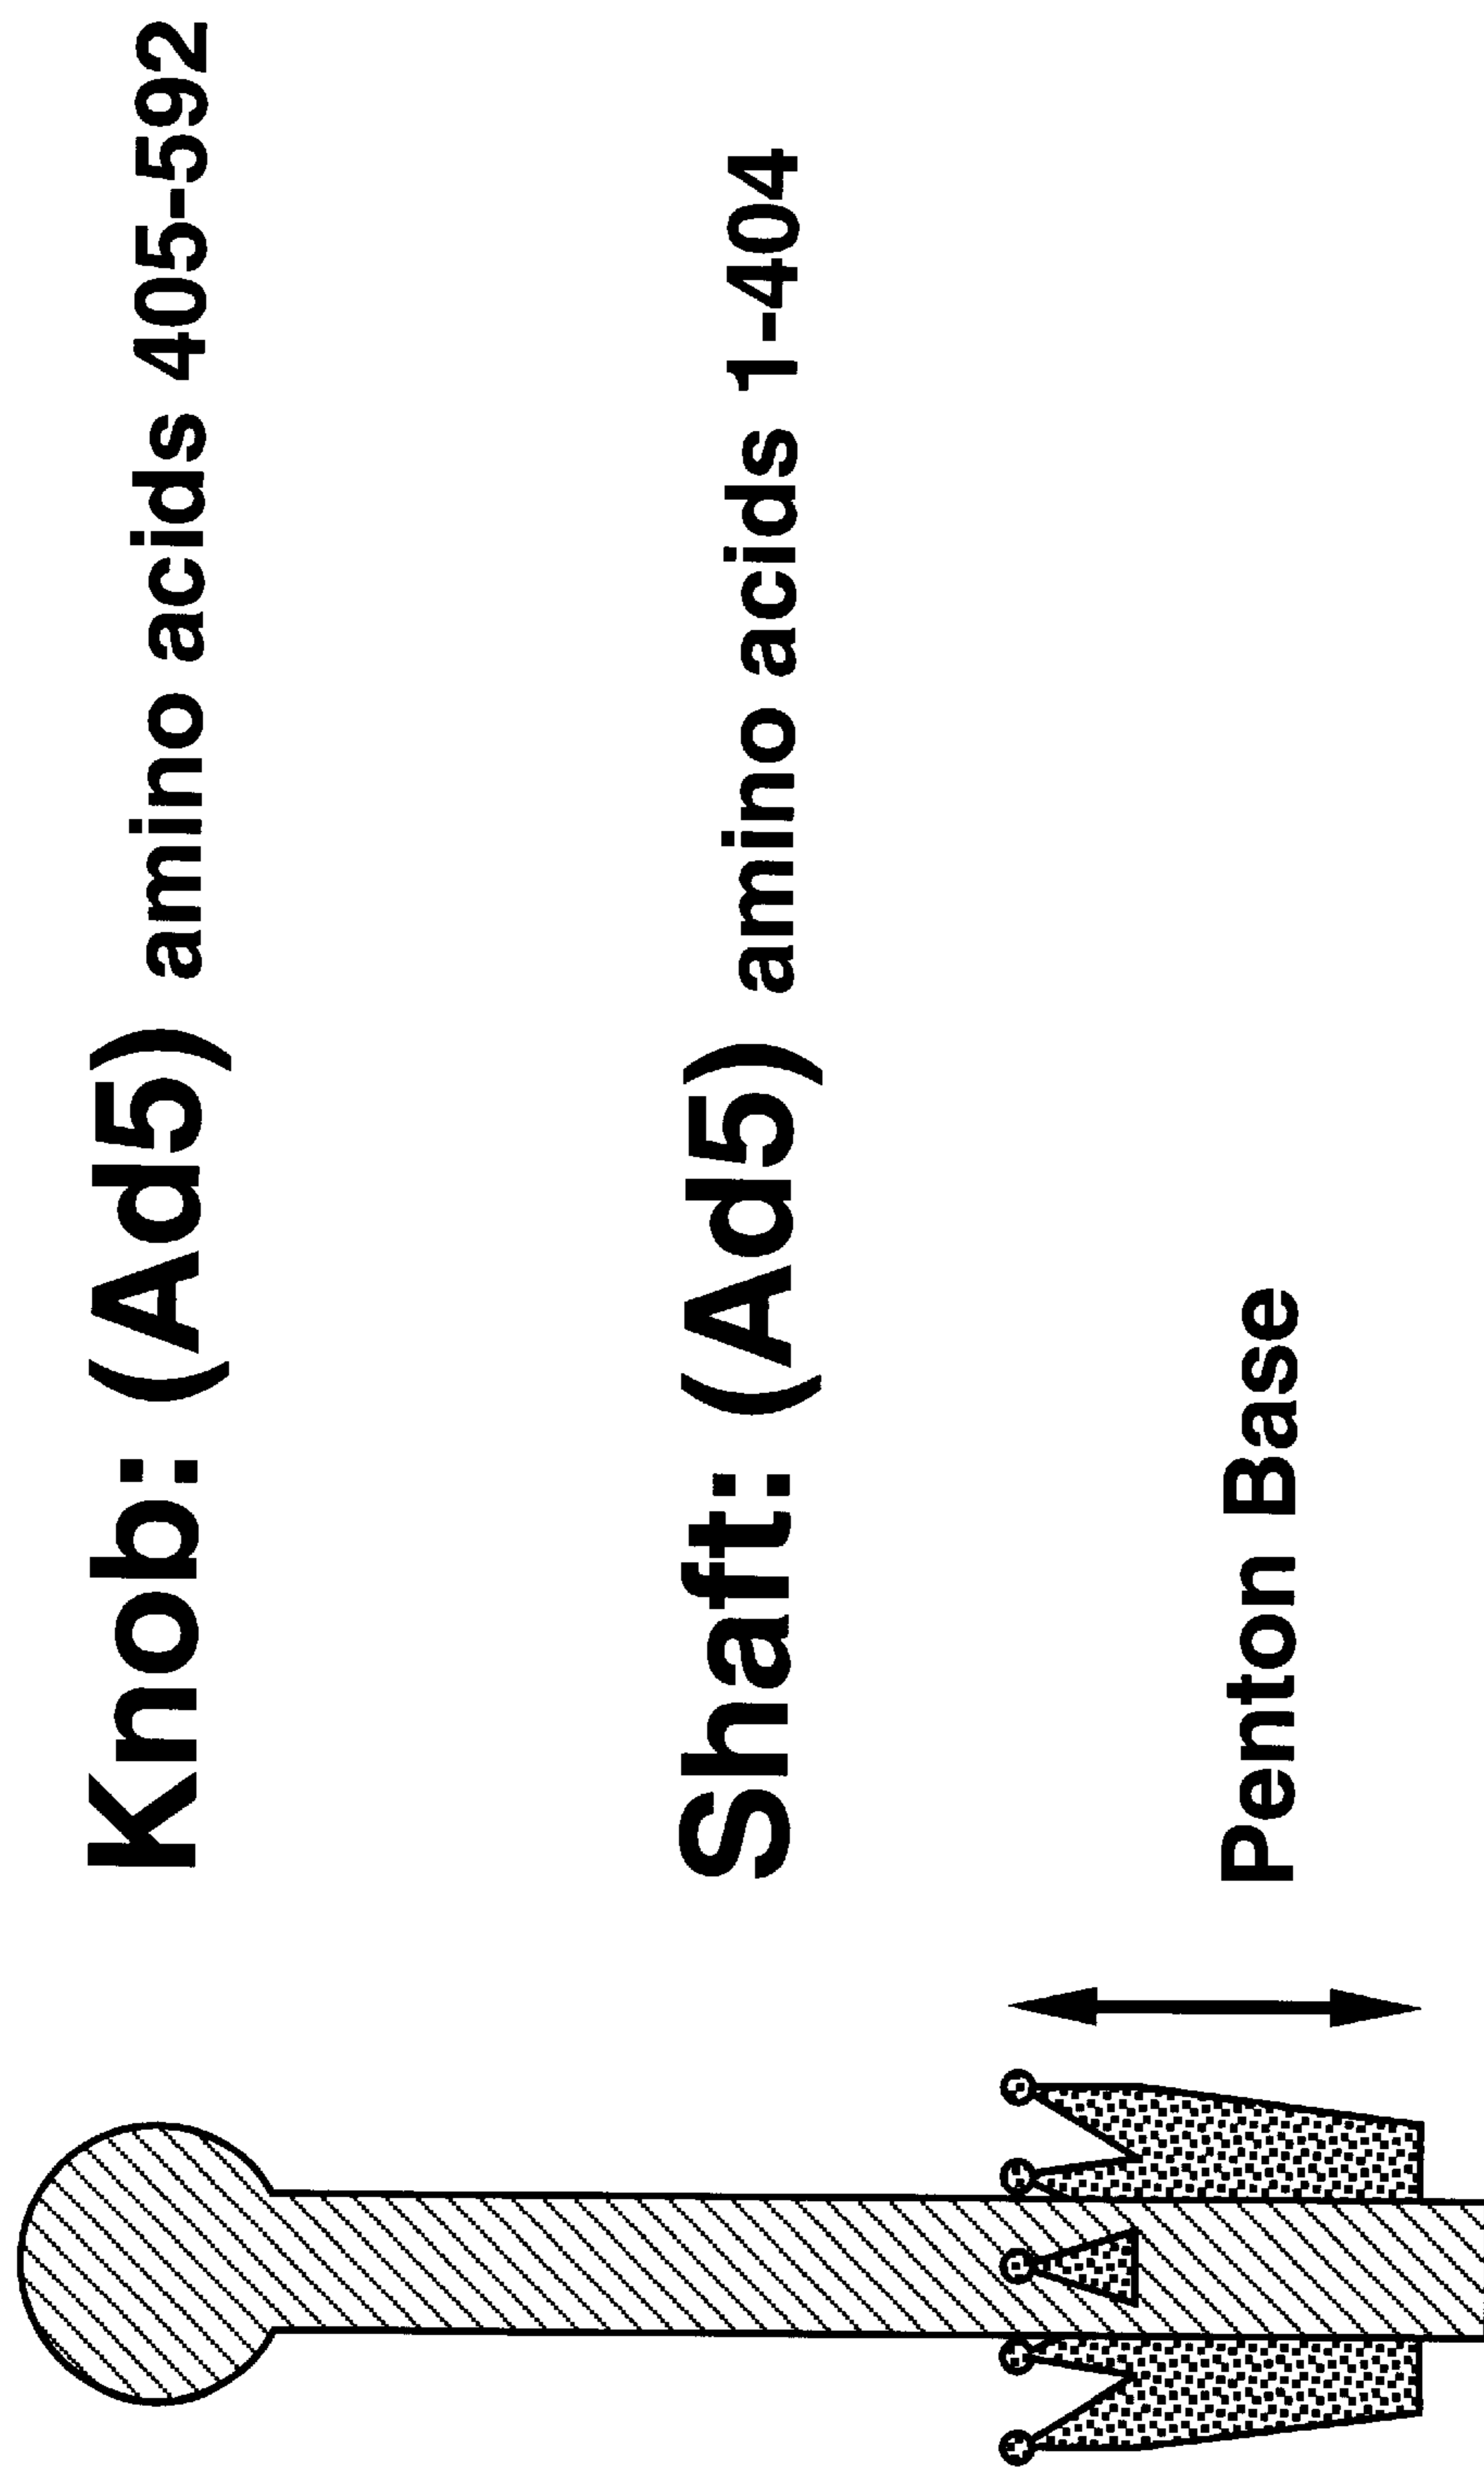 Knob: (Ad5) amino acids 405-592
Shaft: (Ad5) amino acids 1-404
Penton Base